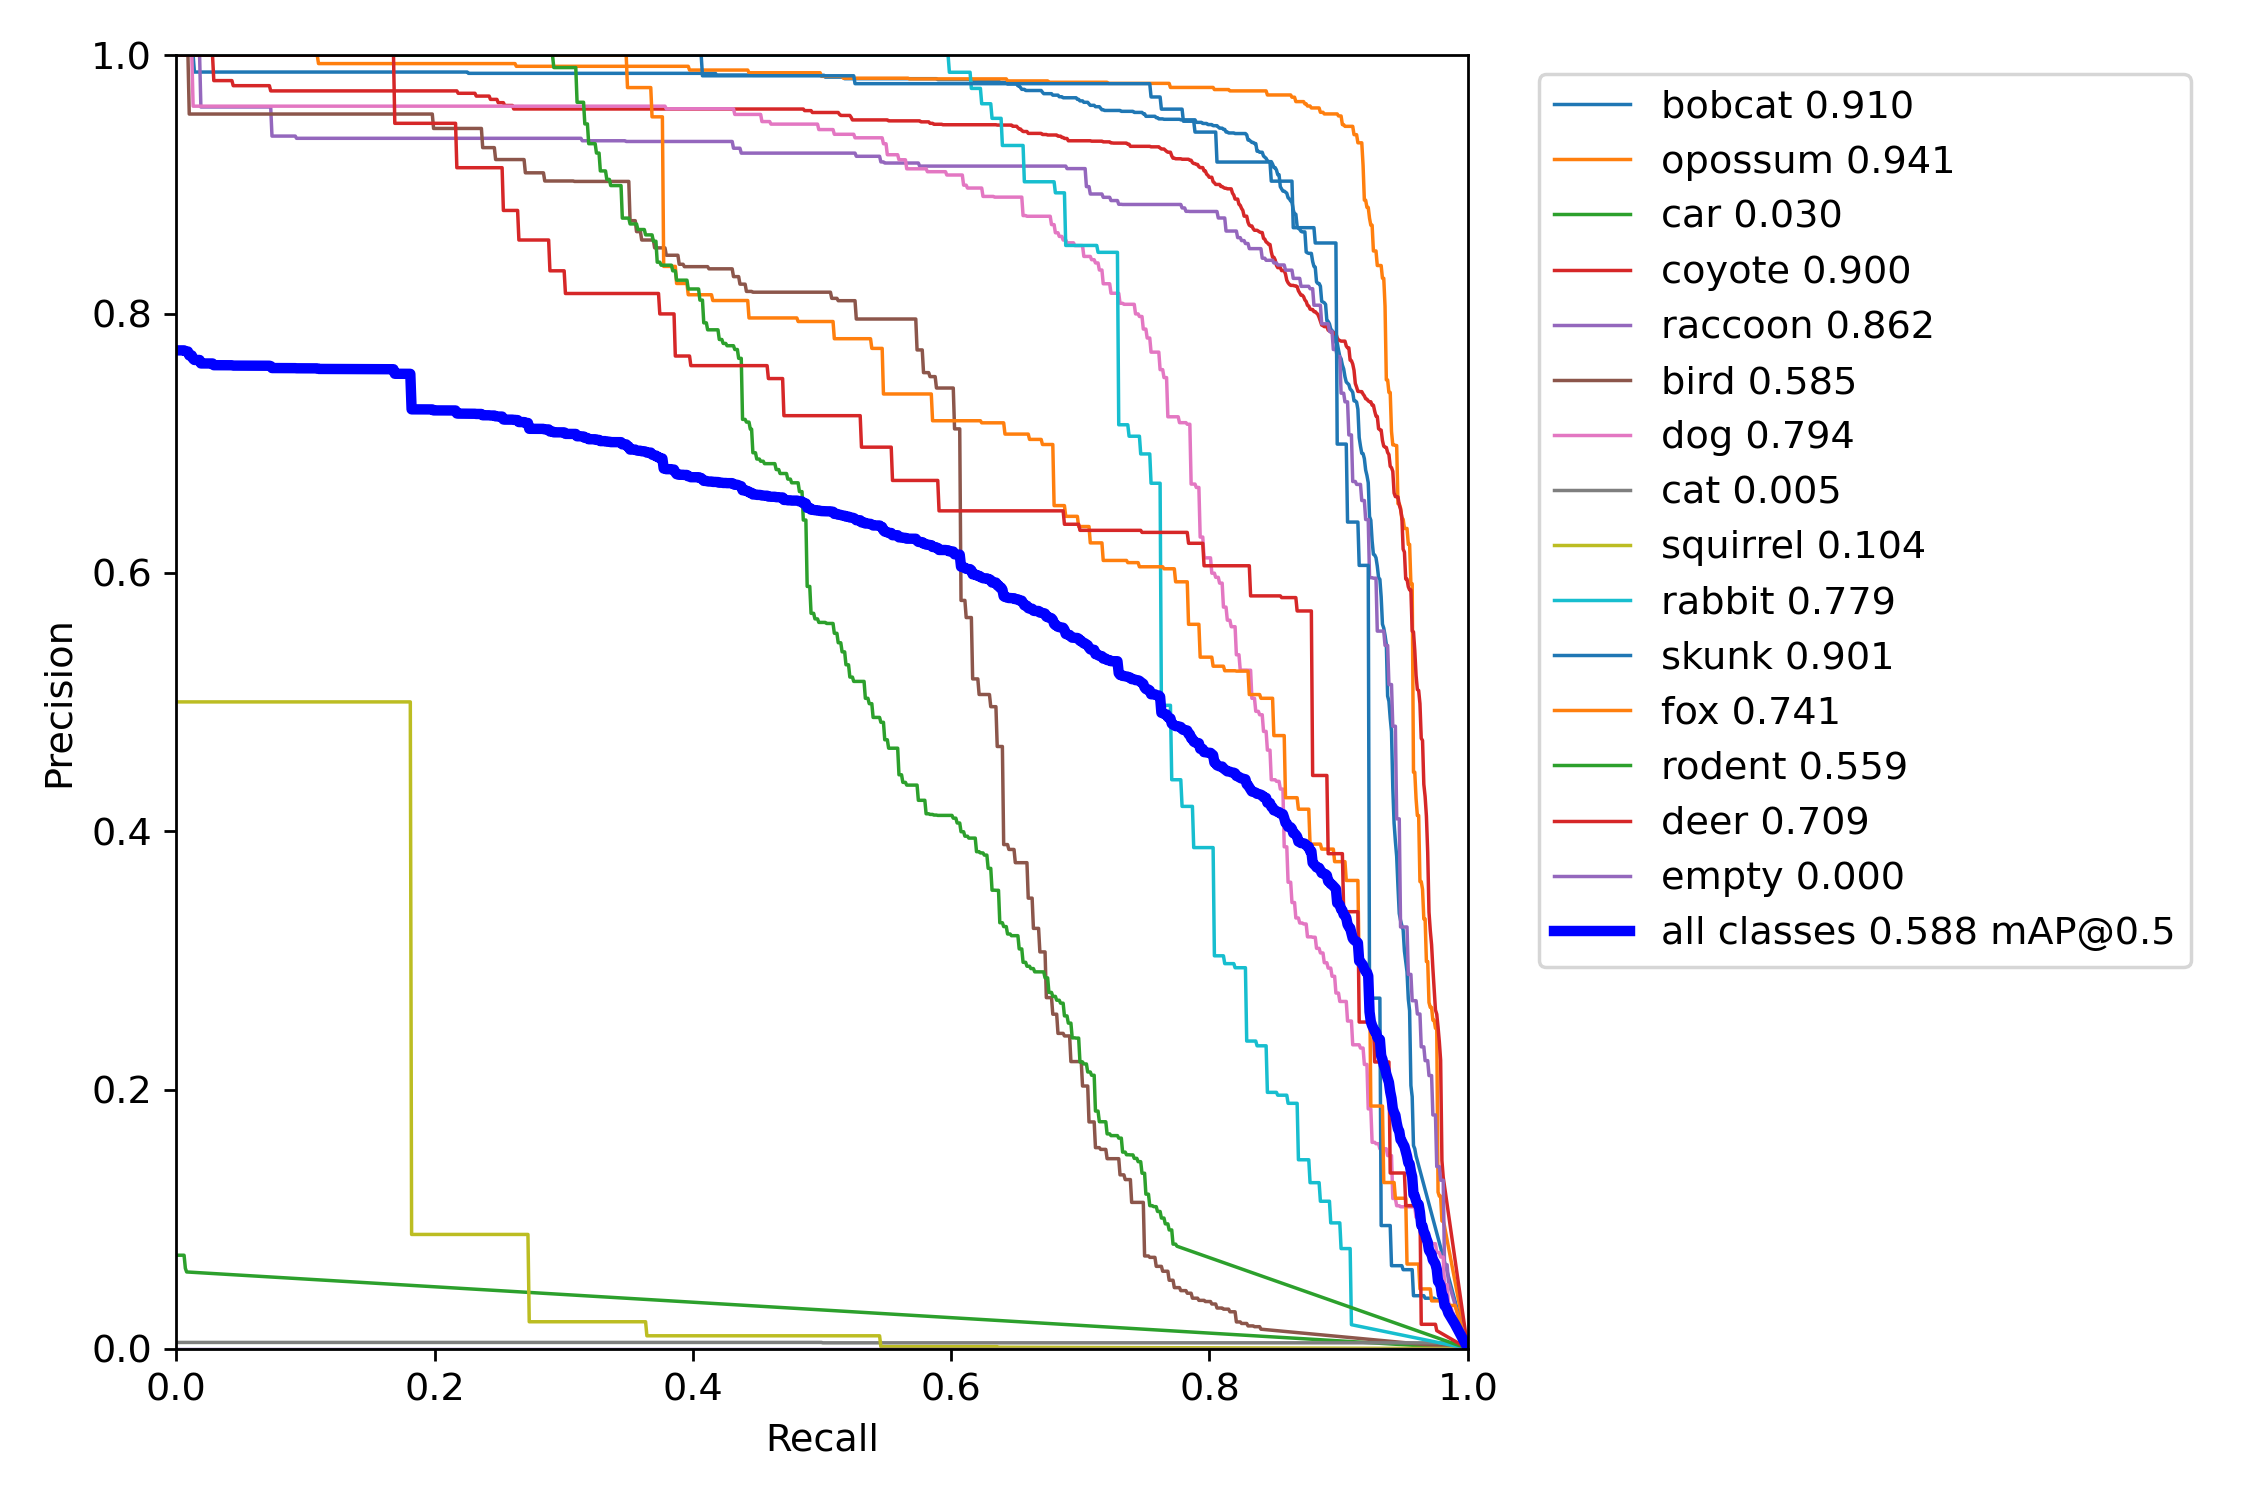 1.0
0.8
0.6
0.4
0.2
0.0
Precision
0.0 0.2 0.4 0.6 0.8 1.0
Recall
bobcat 0.910
opossum 0.941
car 0.030
coyote 0.900
raccoon 0.862
bird 0.585
dog 0.794
cat 0.005
squirrel 0.104
rabbit 0.779
skunk 0.901
fox 0.741
rodent 0.559
deer 0.709
empty 0.000
all classes 0.588 mAP@0.5